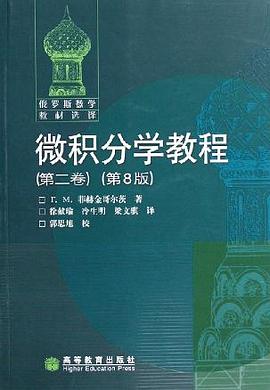 俄罗斯数学
教材选译
微积分学教程
(第二卷) (第8版)
□ Г. М. 菲赫金哥尔茨 著
□ 徐献瑜 冷生明 梁文骐 译
□ 郭思旭 校
高等教育出版社
Higher Education Press